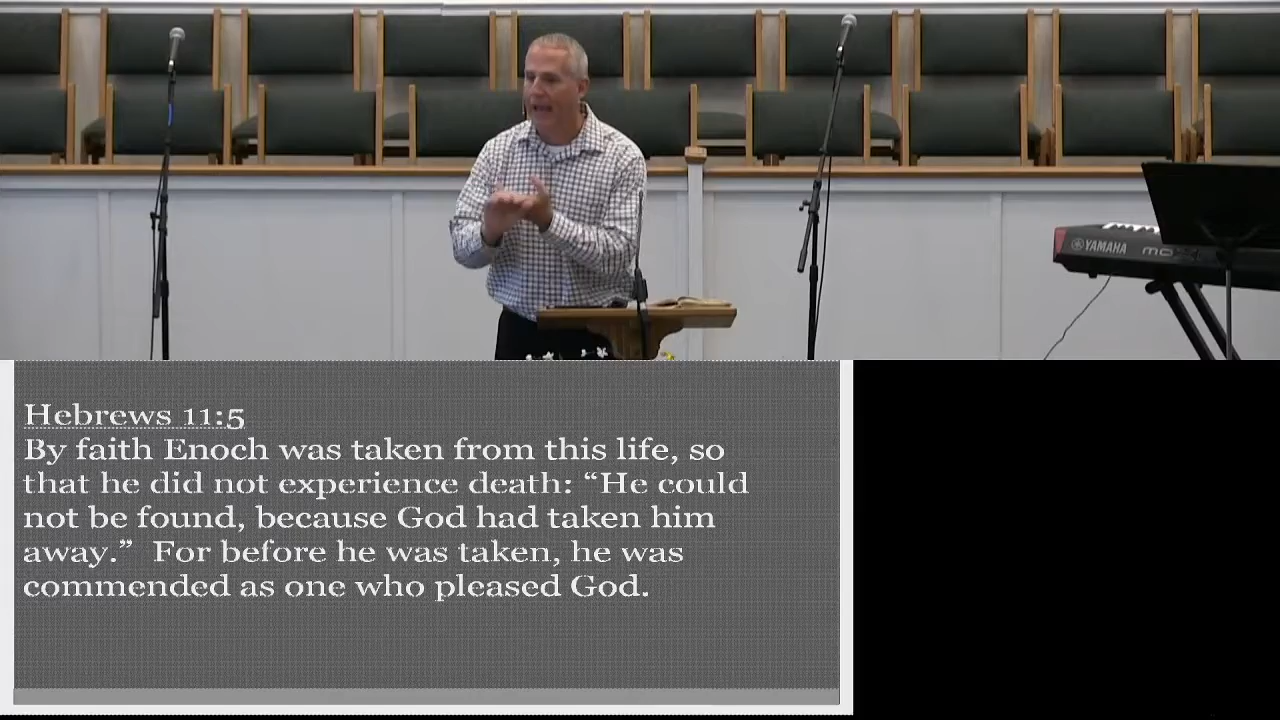 YAMAHA
Hebrews 11:5
By faith Enoch was taken from this life, so
that he did not experience death: “He could
not be found, because God had taken him
away.”  For before he was taken, he was
commended as one who pleased God.